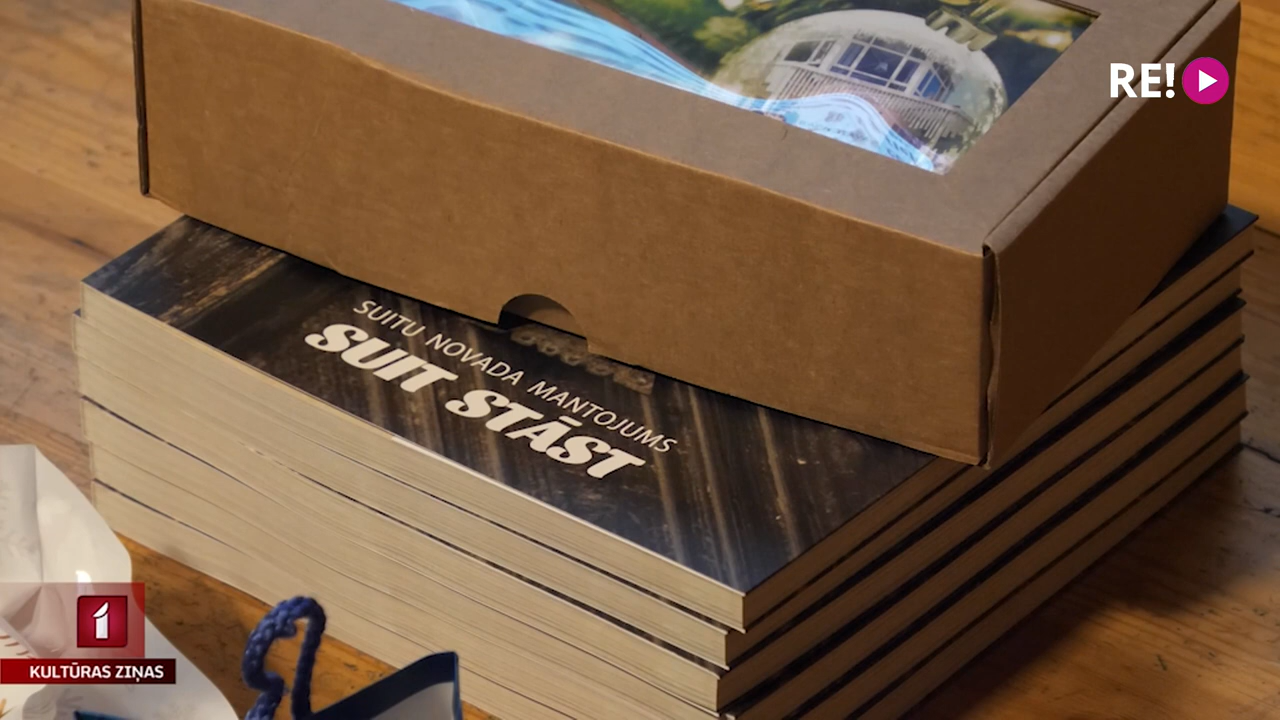 RE!
SUITU NOVADA MANTOJUMS
SUIT STĀST
1
KULTŪRAS ZIŅAS